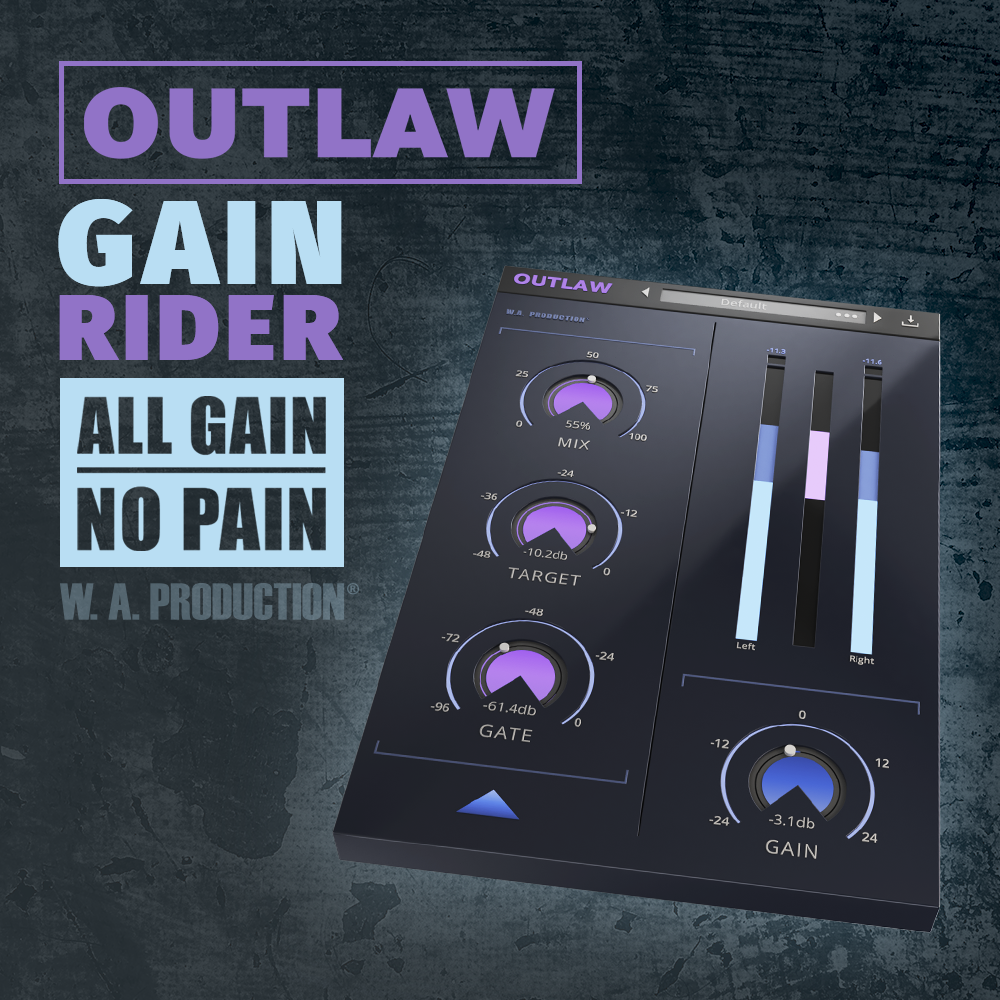 OUTLAW
GAIN
RIDER
ALL GAIN
NO PAIN
W. A. PRODUCTION®
OUTLAW
Default
W.A. PRODUCTION
-11.3
-11.6
0
25
50
75
100
55%
MIX
-48
-36
-24
-12
0
-10.2db
TARGET
-96
-72
-48
-24
0
-61.4db
GATE
Left
Right
-24
-12
0
12
24
-3.1db
GAIN